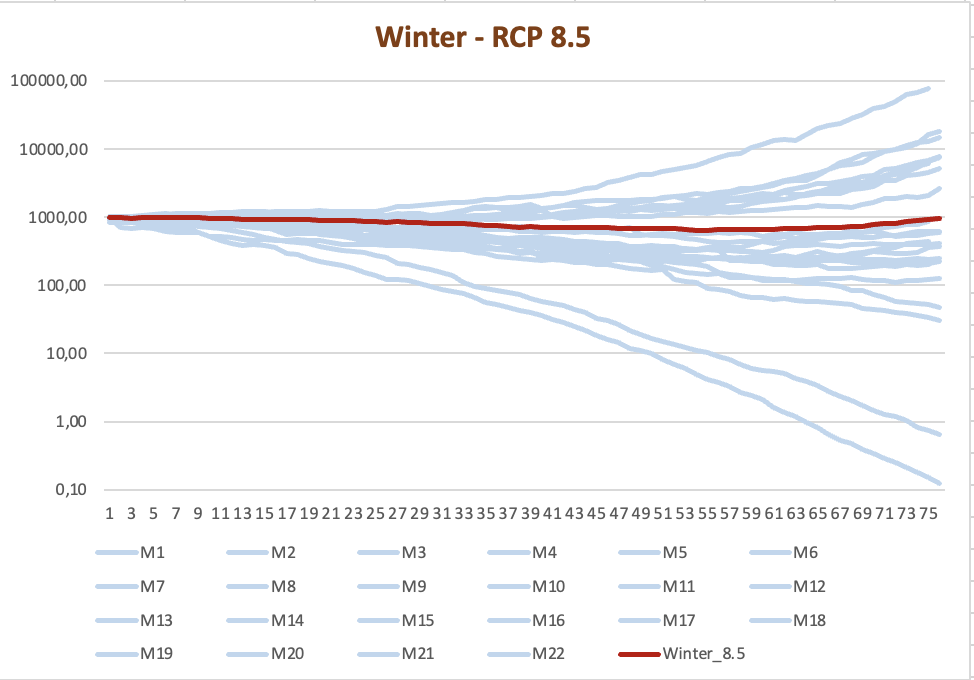 Winter - RCP 8.5
100000,00
10000,00
1000,00
100,00
10,00
1,00
0,10
1 3 5 7 9 11 13 15 17 19 21 23 25 27 29 31 33 35 37 39 41 43 45 47 49 51 53 55 57 59 61 63 65 67 69 71 73 75
M1 M2 M3 M4 M5 M6
M7 M8 M9 M10 M11 M12
M13 M14 M15 M16 M17 M18
M19 M20 M21 M22 Winter_8.5